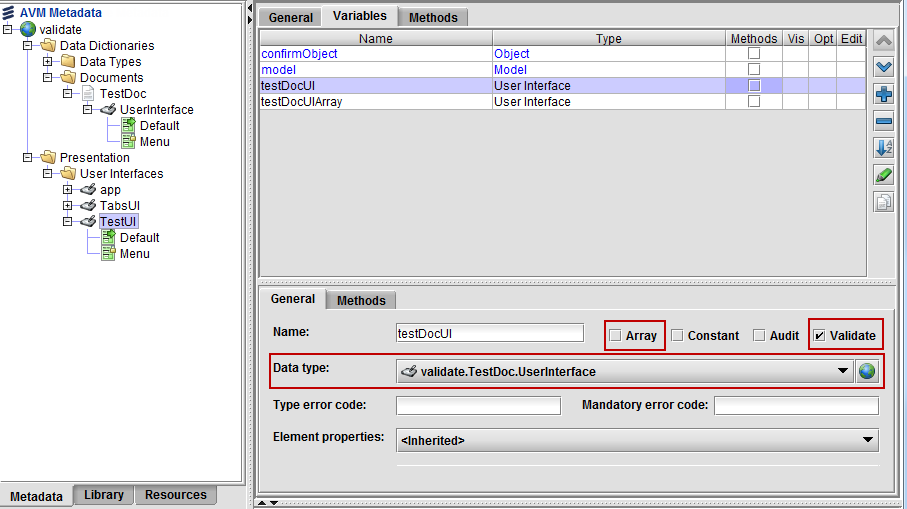 AVM Metadata
validate
Data Dictionaries
Data Types
Documents
TestDoc
UserInterface
Default
Menu
Presentation
User Interfaces
app
TabsUI
TestUI
Default
Menu
Metadata Library Resources
General Variables Methods
Name Type Methods Vis Opt Edit
confirmObject Object
model Model
testDocUI User Interface
testDocUIArray User Interface
General Methods
Name: testDocUI Array Constant Audit Validate
Data type: validate.TestDoc.UserInterface
Type error code: Mandatory error code:
Element properties: <Inherited>